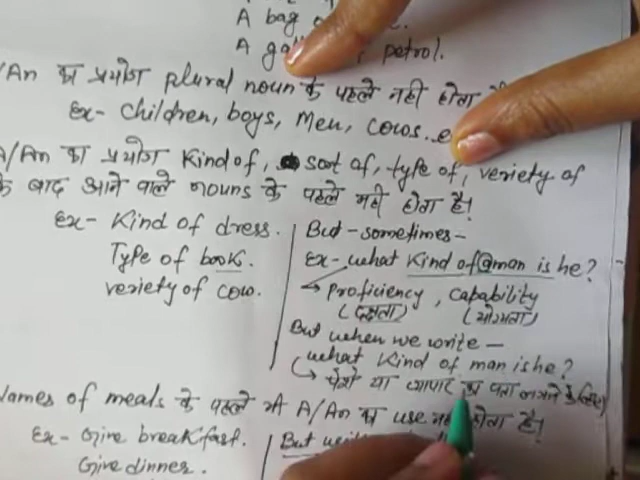 A bag
A petrol.
/An का प्रयोग plural noun के पहले नही होता
Ex- Children, boys, Men, Cows.
A/An का प्रयोग Kind of, sort of, type of, veriety of
के बाद आने वाले nouns के पहले नही होता है।
Ex- Kind of dress.
Type of book.
veriety of cow.
But - sometimes -
Ex- what kind of a man is he?
→ Proficiency, capability
(दक्षता) (योग्यता)
But when we write -
what kind of man is he?
→ पेशे या व्यापार का पता लगाने के लिए)
Names of meals के पहले भी A/An का use नही होता है।
Ex- Give breakfast.
Give dinner.
But